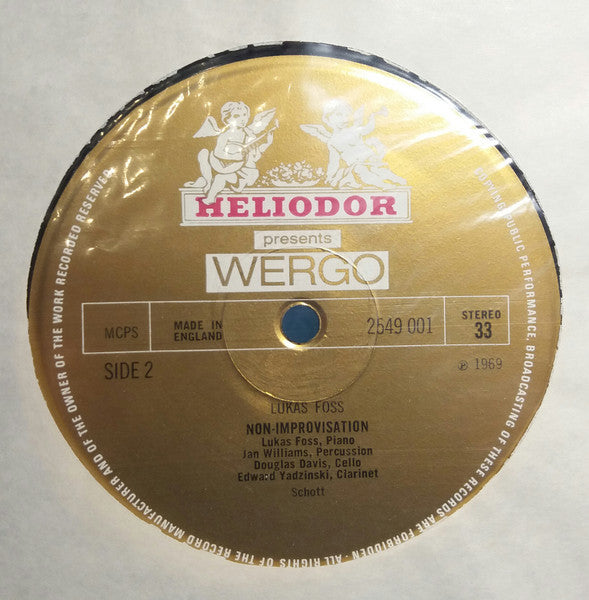 HELIODOR
presents
WERGO
MCPS
MADE IN
ENGLAND
2549 001
STEREO
33
SIDE 2
℗ 1969
LUKAS FOSS
NON-IMPROVISATION
Lukas Foss, Piano
Jan Williams, Percussion
Douglas Davis, Cello
Edward Yadzinski, Clarinet
Schott
COPYING, PUBLIC PERFORMANCE, BROADCASTING OF THESE RECORDS ARE FORBIDDEN · ALL RIGHTS OF THE RECORD MANUFACTURER AND OF THE OWNER OF THE WORK RECORDED RESERVED